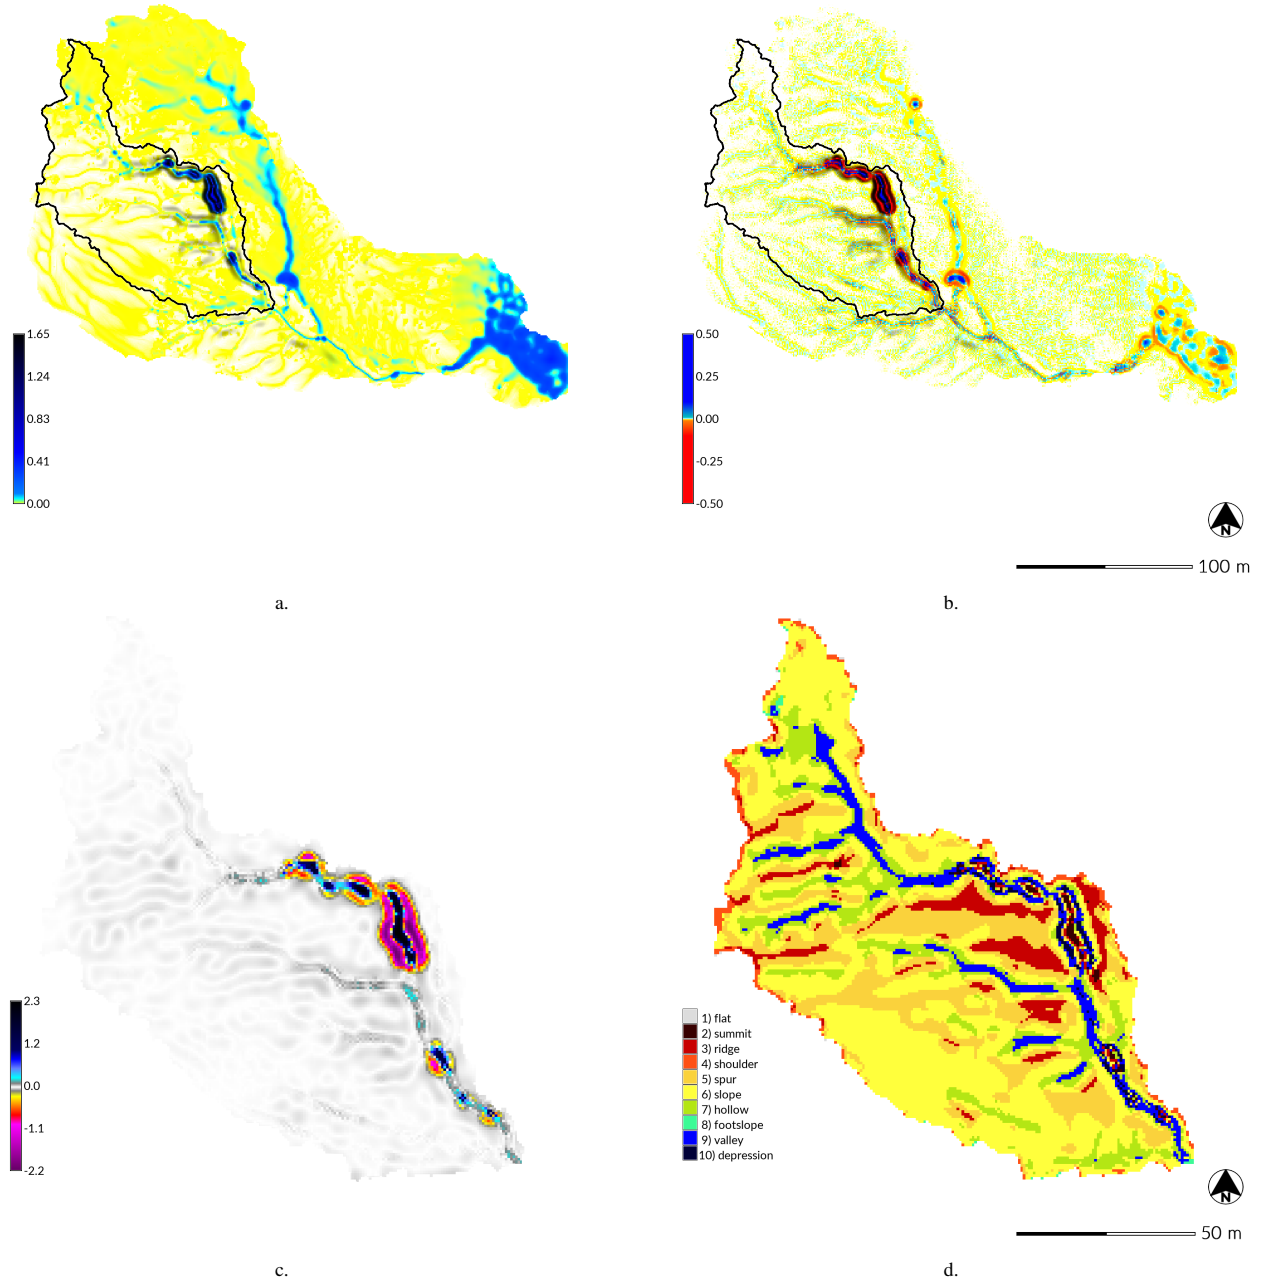 1.65
1.24
0.83
0.41
0.00
0.50
0.25
0.00
-0.25
-0.50
N
100 m
a.
b.
2.3
1.2
0.0
-1.1
-2.2
1) flat
2) summit
3) ridge
4) shoulder
5) spur
6) slope
7) hollow
8) footslope
9) valley
10) depression
N
50 m
c.
d.